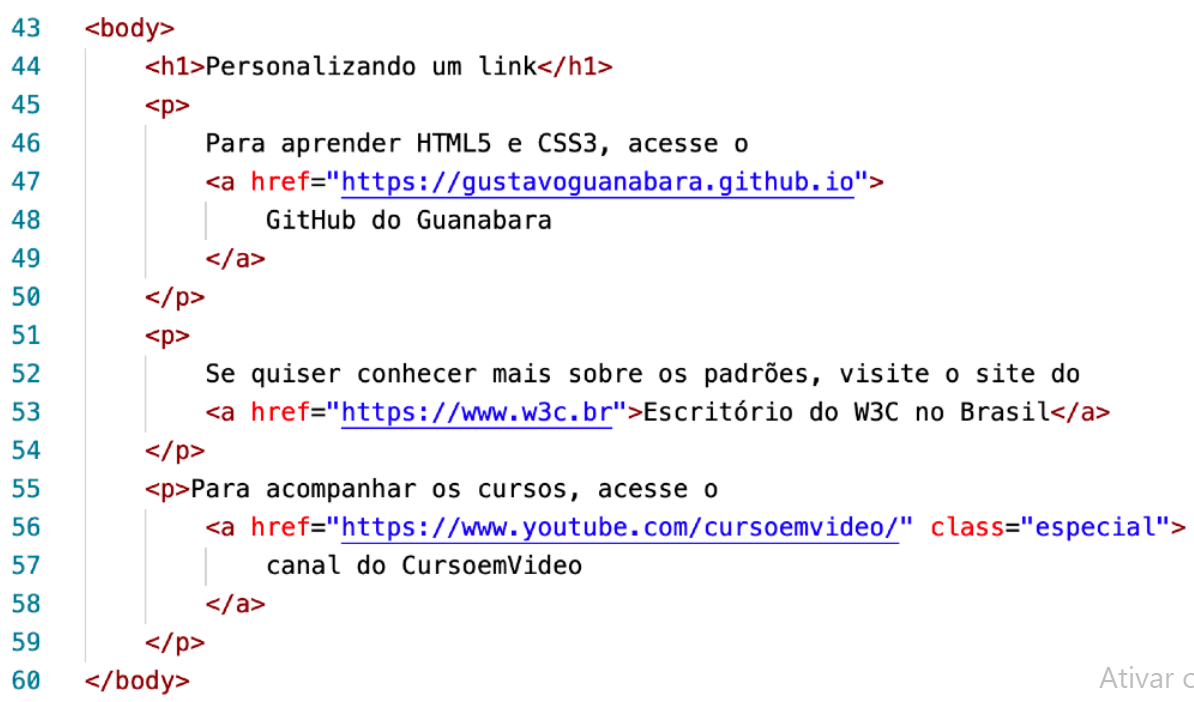 43 <body>
44 <h1>Personalizando um link</h1>
45 <p>
46 Para aprender HTML5 e CSS3, acesse o
47 <a href="https://gustavoguanabara.github.io">
48 GitHub do Guanabara
49 </a>
50 </p>
51 <p>
52 Se quiser conhecer mais sobre os padrões, visite o site do
53 <a href="https://www.w3c.br">Escritório do W3C no Brasil</a>
54 </p>
55 <p>Para acompanhar os cursos, acesse o
56 <a href="https://www.youtube.com/cursoemvideo/" class="especial">
57 canal do CursoemVideo
58 </a>
59 </p>
60 </body>
Ativar